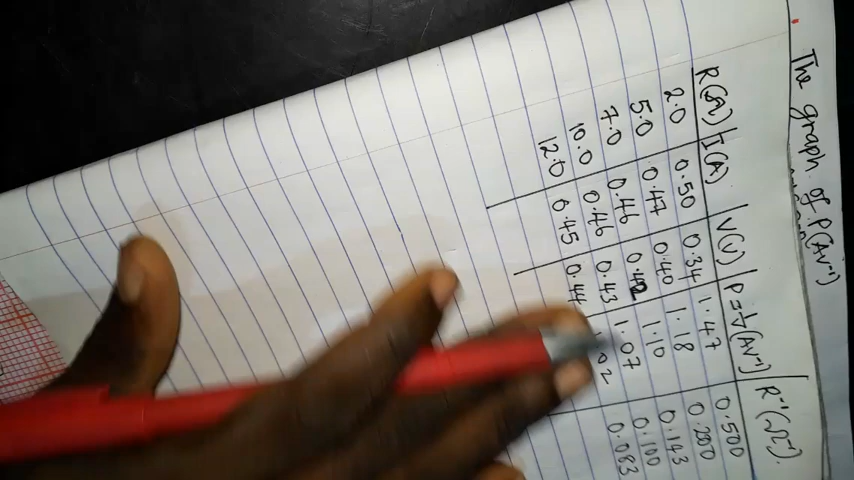 The graph of P(AV⁻¹)
R(Ω) I(A) V(V) P=I/V(AV⁻¹) R⁻¹(Ω⁻¹).
2.0 0.50 0.34 1.47 0.500
5.0 0.47 0.40 1.18 0.200
7.0 0.46 0.42 1.10 0.143
10.0 0.46 0.43 1.07 0.100
12.0 0.45 0.44 1.02 0.083